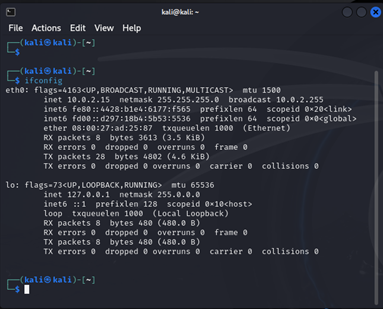 kali@kali: ~
File Actions Edit View Help
┌──(kali㉿kali)-[~]
└─$
┌──(kali㉿kali)-[~]
└─$ ifconfig
eth0: flags=4163<UP,BROADCAST,RUNNING,MULTICAST> mtu 1500
inet 10.0.2.15 netmask 255.255.255.0 broadcast 10.0.2.255
inet6 fe80::4428:b1e4:6177:f565 prefixlen 64 scopeid 0×20<link>
inet6 fd00::d297:18b4:5b53:5536 prefixlen 64 scopeid 0×0<global>
ether 08:00:27:ad:25:87 txqueuelen 1000 (Ethernet)
RX packets 8 bytes 3613 (3.5 KiB)
RX errors 0 dropped 0 overruns 0 frame 0
TX packets 28 bytes 4802 (4.6 KiB)
TX errors 0 dropped 0 overruns 0 carrier 0 collisions 0
lo: flags=73<UP,LOOPBACK,RUNNING> mtu 65536
inet 127.0.0.1 netmask 255.0.0.0
inet6 ::1 prefixlen 128 scopeid 0×10<host>
loop txqueuelen 1000 (Local Loopback)
RX packets 8 bytes 480 (480.0 B)
RX errors 0 dropped 0 overruns 0 frame 0
TX packets 8 bytes 480 (480.0 B)
TX errors 0 dropped 0 overruns 0 carrier 0 collisions 0
┌──(kali㉿kali)-[~]
└─$